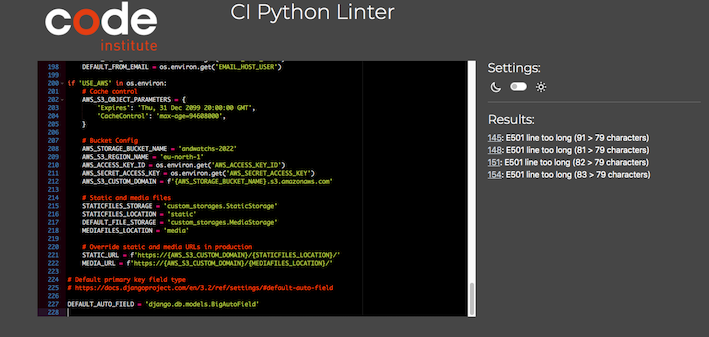 code
institute
CI Python Linter
198 DEFAULT_FROM_EMAIL = os.environ.get('EMAIL_HOST_USER')
199
200 if 'USE_AWS' in os.environ:
201 # Cache control
202 AWS_S3_OBJECT_PARAMETERS = {
203 'Expires': 'Thu, 31 Dec 2099 20:00:00 GMT',
204 'CacheControl': 'max-age=94608000',
205 }
206
207 # Bucket Config
208 AWS_STORAGE_BUCKET_NAME = 'andwatchs-2022'
209 AWS_S3_REGION_NAME = 'eu-north-1'
210 AWS_ACCESS_KEY_ID = os.environ.get('AWS_ACCESS_KEY_ID')
211 AWS_SECRET_ACCESS_KEY = os.environ.get('AWS_SECRET_ACCESS_KEY')
212 AWS_S3_CUSTOM_DOMAIN = f'{AWS_STORAGE_BUCKET_NAME}.s3.amazonaws.com'
213
214 # Static and media files
215 STATICFILES_STORAGE = 'custom_storages.StaticStorage'
216 STATICFILES_LOCATION = 'static'
217 DEFAULT_FILE_STORAGE = 'custom_storages.MediaStorage'
218 MEDIAFILES_LOCATION = 'media'
219
220 # Override static and media URLs in production
221 STATIC_URL = f'https://{AWS_S3_CUSTOM_DOMAIN}/{STATICFILES_LOCATION}/'
222 MEDIA_URL = f'https://{AWS_S3_CUSTOM_DOMAIN}/{MEDIAFILES_LOCATION}/'
223
224 # Default primary key field type
225 # https://docs.djangoproject.com/en/3.2/ref/settings/#default-auto-field
226
227 DEFAULT_AUTO_FIELD = 'django.db.models.BigAutoField'
228
Settings:
Results:
145: E501 line too long (91 > 79 characters)
148: E501 line too long (81 > 79 characters)
151: E501 line too long (82 > 79 characters)
154: E501 line too long (83 > 79 characters)